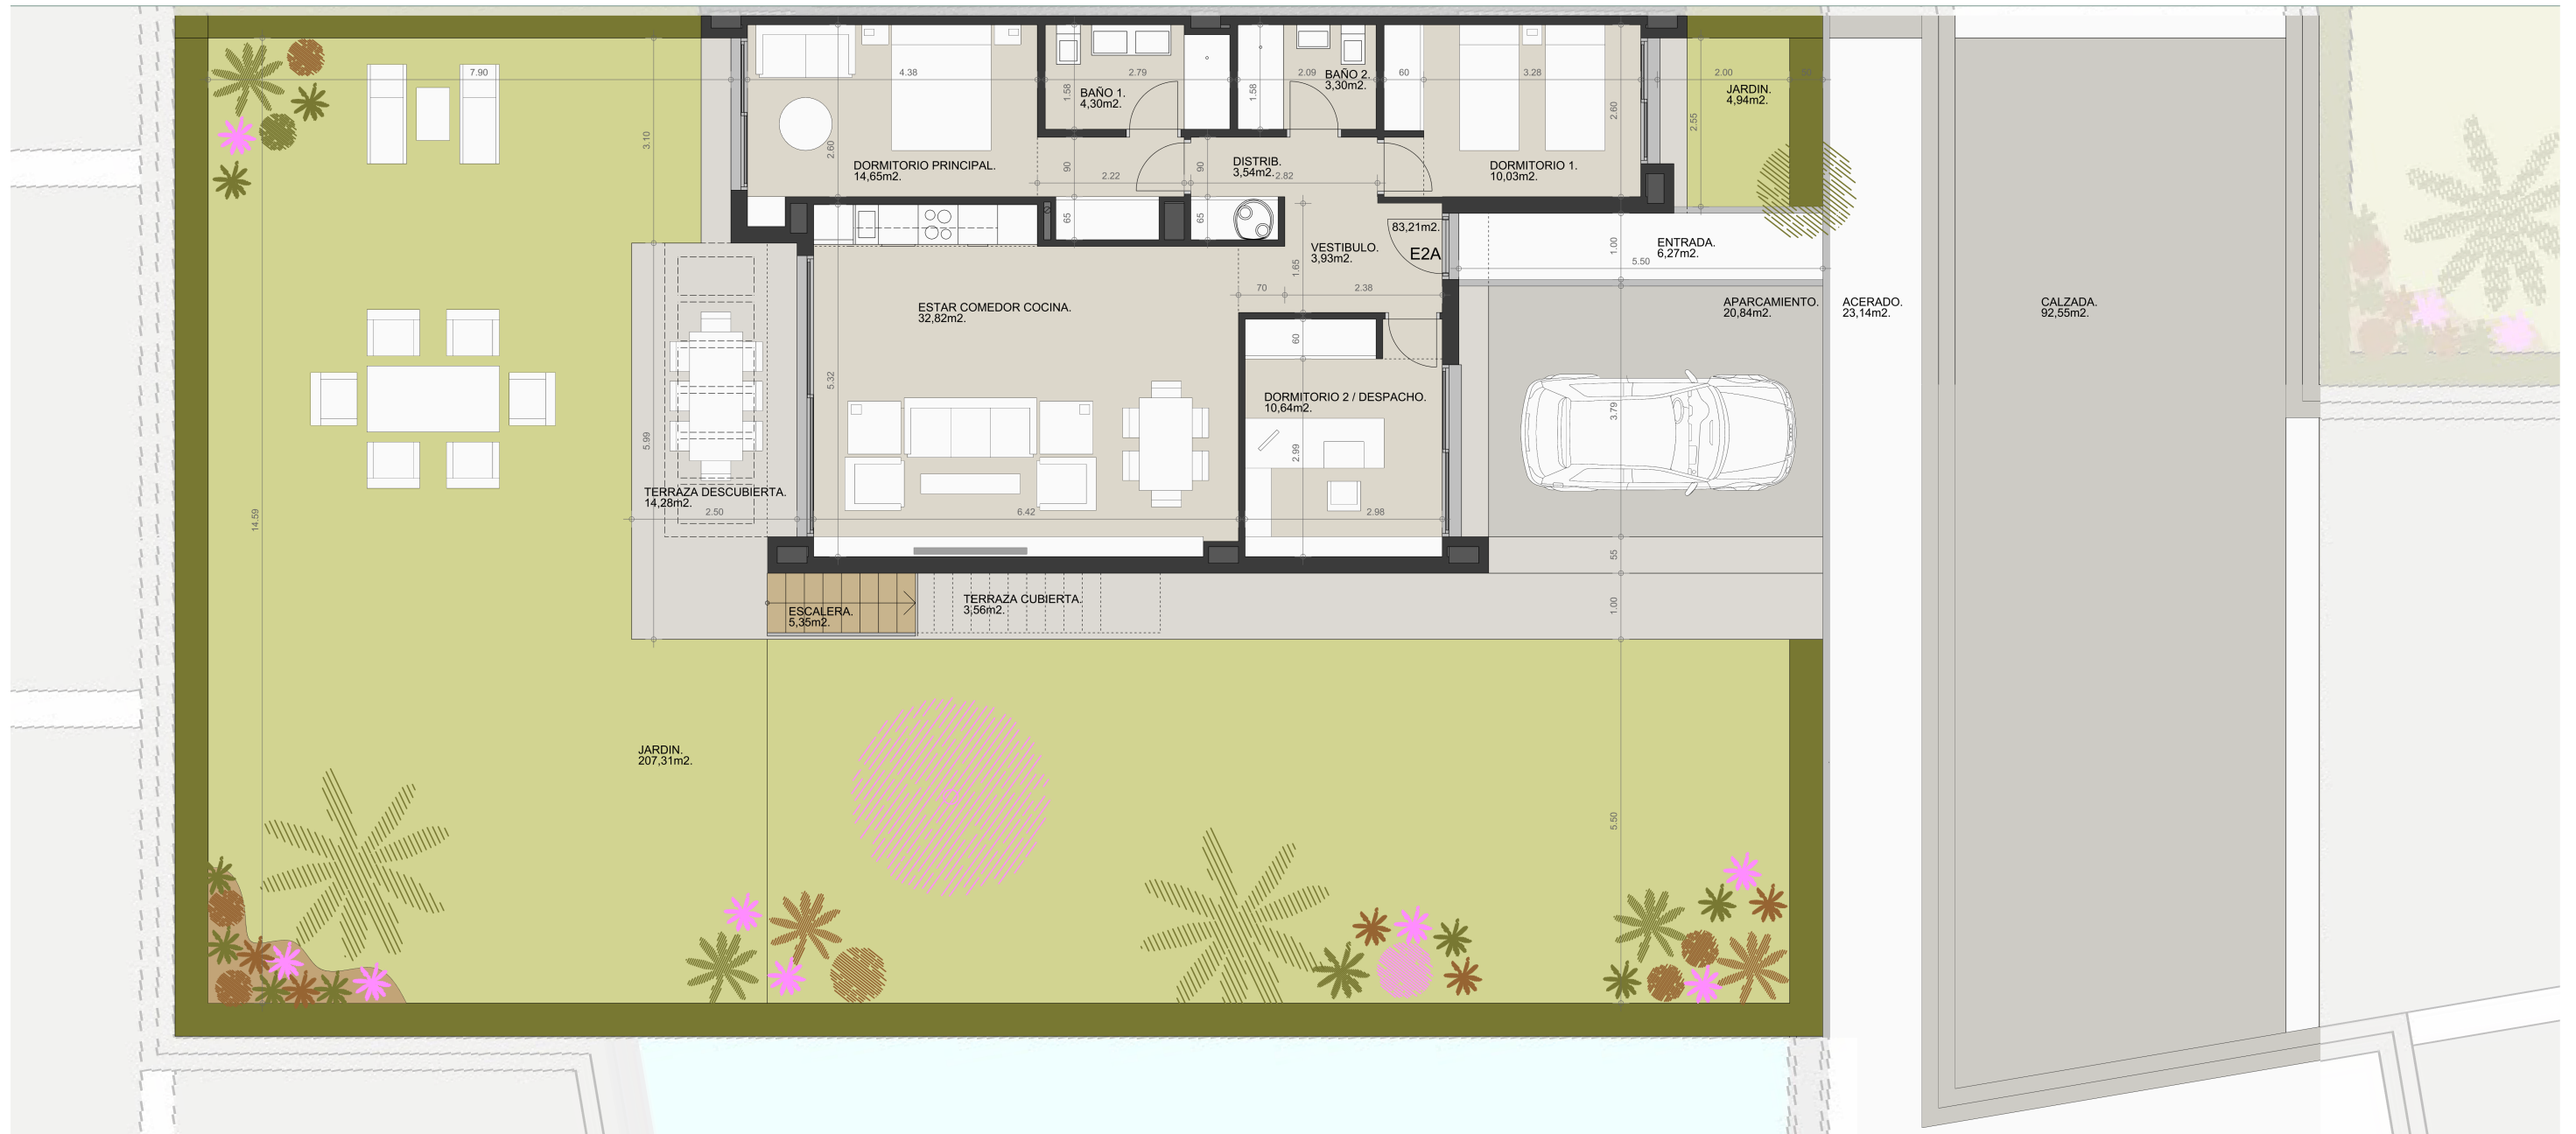 7.90
4.38
2.79
2.09
60
3.28
2.00
BAÑO 1.
4,30m2.
1.58
1.58
BAÑO 2
3,30m2.
2.60
JARDIN.
4,94m2.
2.55
3.10
2.60
DORMITORIO PRINCIPAL.
14,65m2.
90
2.22
90
DISTRIB.
3,54m2.
2.82
DORMITORIO 1.
10,03m2.
65
65
83,21m2.
E2A
VESTIBULO.
3,93m2.
1.65
70
2.38
1.00
ENTRADA.
6,27m2.
5.50
ESTAR COMEDOR COCINA.
32,82m2.
APARCAMIENTO.
20,84m2.
ACERADO.
23,14m2.
CALZADA.
92,55m2.
60
5.32
DORMITORIO 2 / DESPACHO.
10,64m2.
3.79
5.99
2.99
TERRAZA DESCUBIERTA.
14,28m2.
2.50
6.42
2.98
14.59
55
ESCALERA.
5,35m2.
TERRAZA CUBIERTA.
3,56m2.
1.00
JARDIN.
207,31m2.
5.50